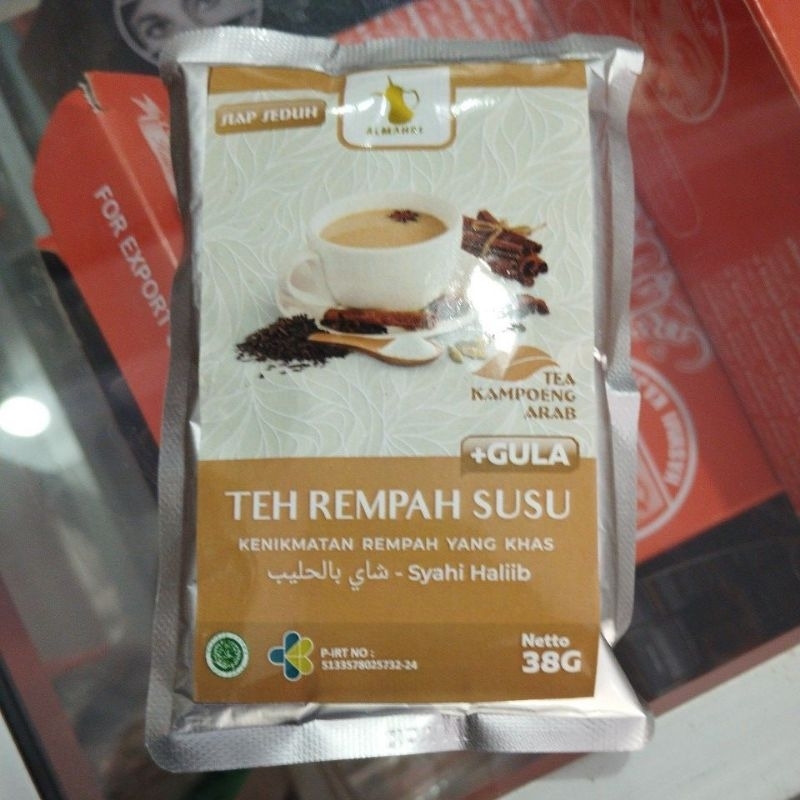 SIAP SEDUH
ALMAHRI
TEA
KAMPOENG
ARAB
+GULA
TEH REMPAH SUSU
KENIKMATAN REMPAH YANG KHAS
شاي بالحليب - Syahi Haliib
P-IRT NO :
5133578025732-24
Netto
38G
FOR EXPORT